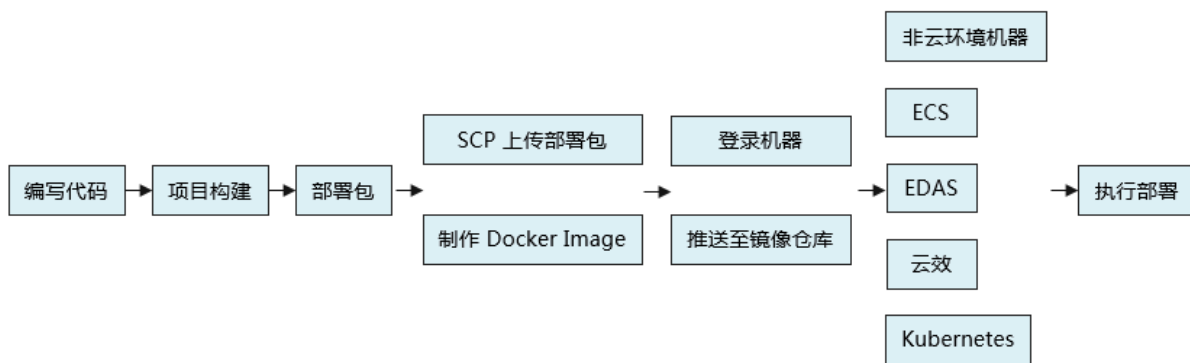 编写代码
项目构建
部署包
SCP 上传部署包
制作 Docker Image
登录机器
推送至镜像仓库
非云环境机器
ECS
EDAS
云效
Kubernetes
执行部署